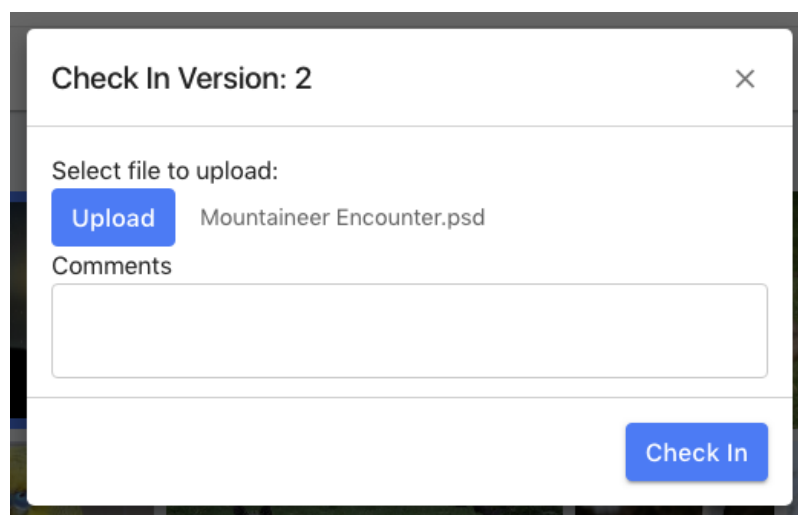 Check In Version: 2
Select file to upload:
Upload Mountaineer Encounter.psd
Comments
Check In